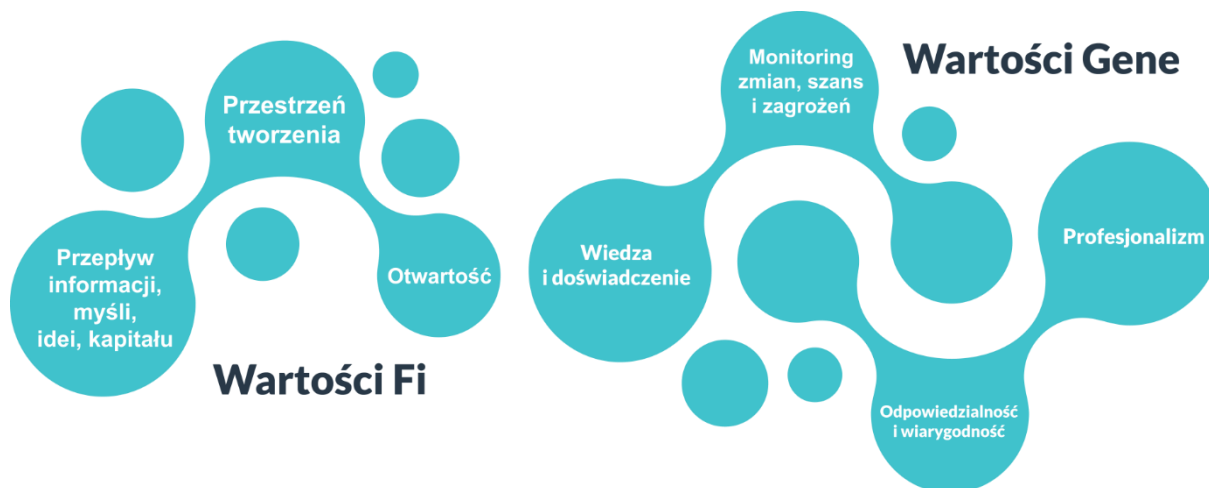 Przestrzeń
tworzenia
Przepływ
informacji,
myśli,
idei, kapitału
Otwartość
Wartości Fi
Wartości Gene
Monitoring
zmian, szans
i zagrożeń
Wiedza
i doświadczenie
Profesjonalizm
Odpowiedzialność
i wiarygodność